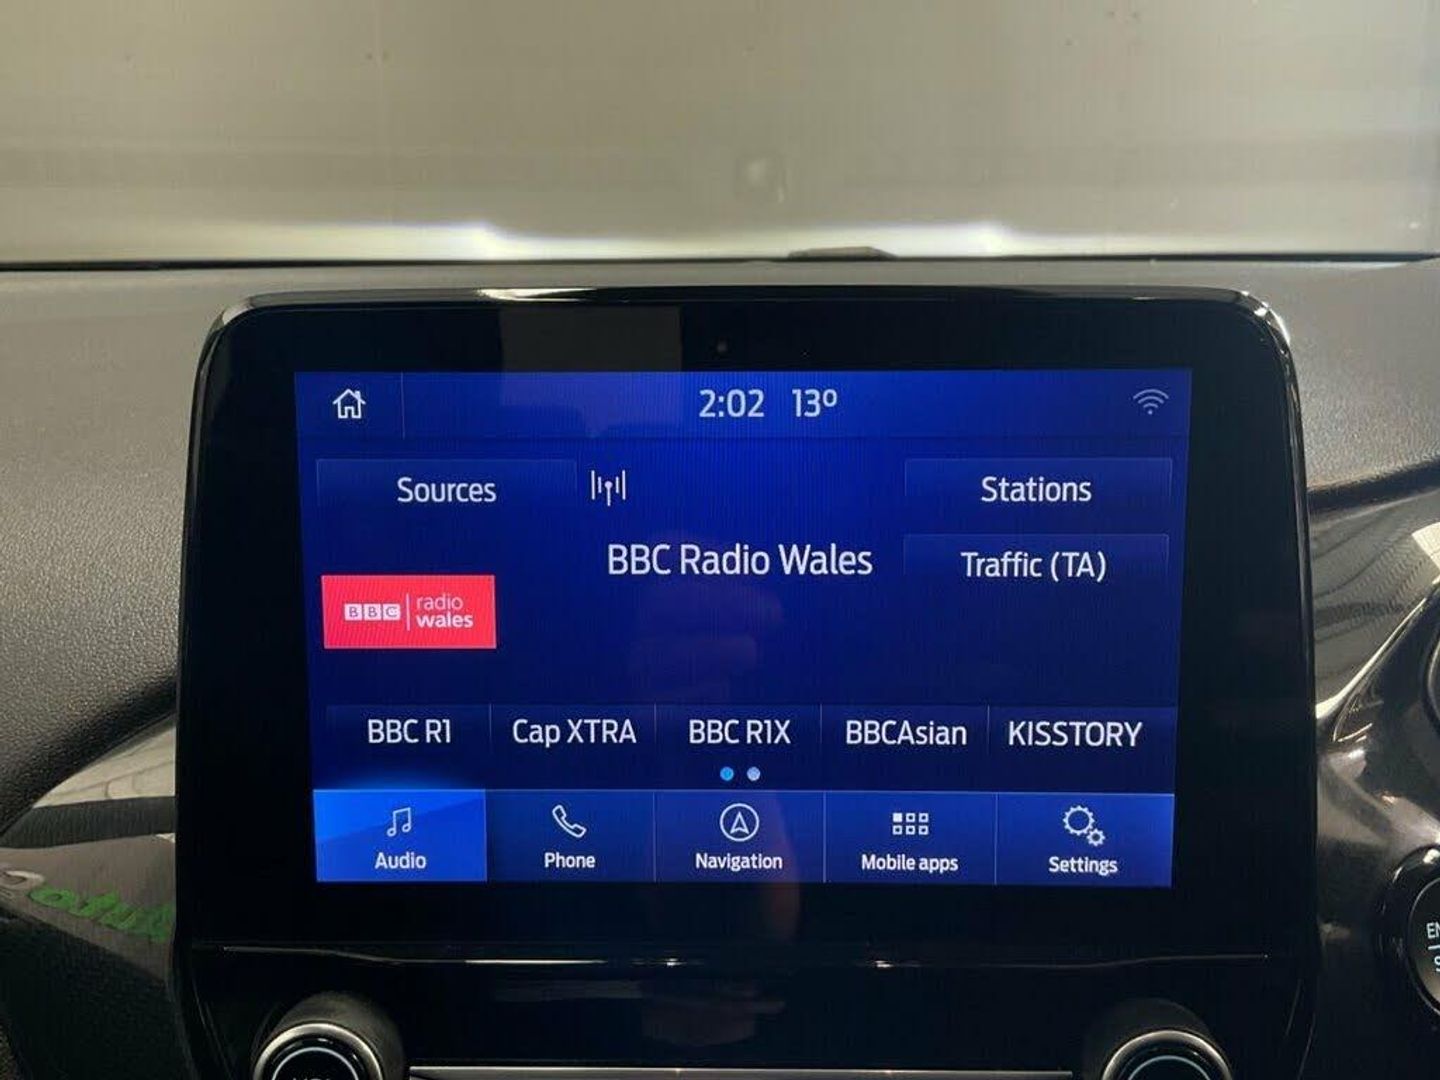 2:02 13º
Sources
Stations
BBC Radio Wales
Traffic (TA)
BBC radio
wales
BBC R1 Cap XTRA BBC R1X BBCAsian KISSTORY
Audio Phone Navigation Mobile apps Settings